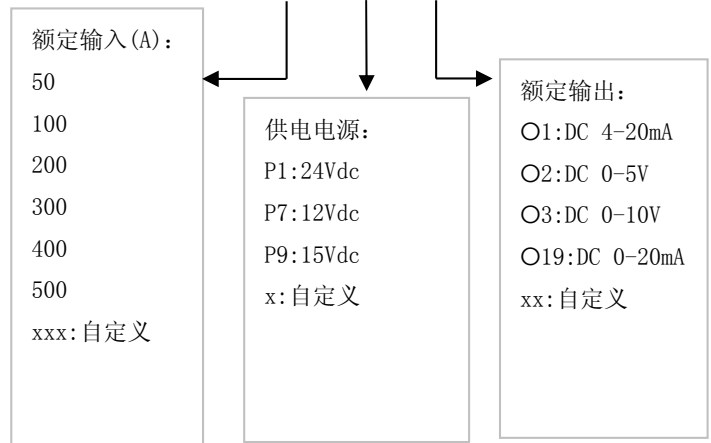 额定输入(A):
50
100
200
300
400
500
xxx:自定义
供电电源:
P1:24Vdc
P7:12Vdc
P9:15Vdc
x:自定义
额定输出:
O1:DC 4-20mA
O2:DC 0-5V
O3:DC 0-10V
O19:DC 0-20mA
xx:自定义